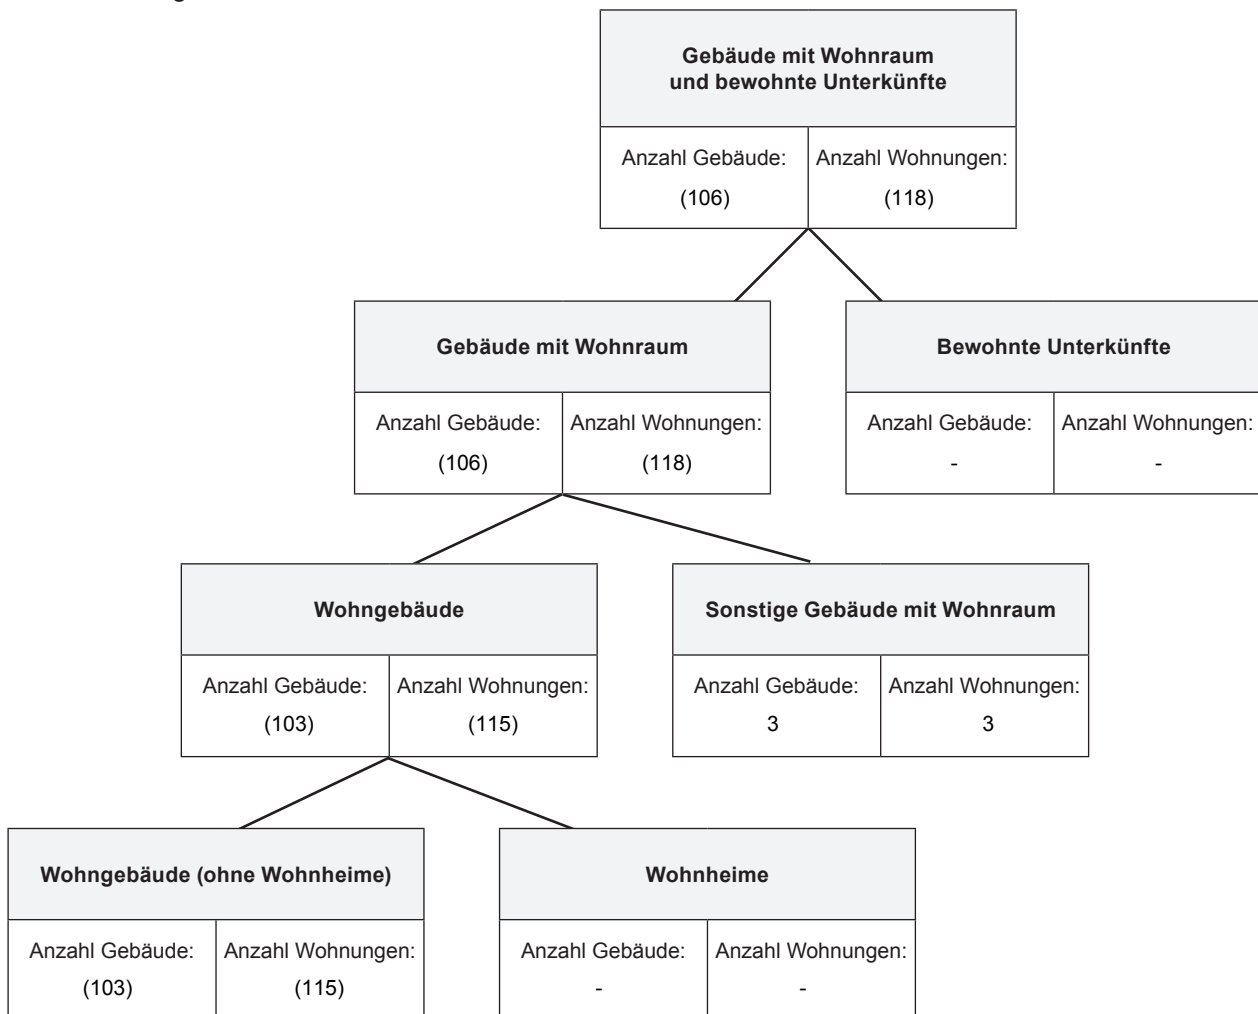 Gebäude mit Wohnraum
und bewohnte Unterkünfte
Anzahl Gebäude: Anzahl Wohnungen:
(106) (118)
Gebäude mit Wohnraum Bewohnte Unterkünfte
Anzahl Gebäude: Anzahl Wohnungen: Anzahl Gebäude: Anzahl Wohnungen:
(106) (118) - -
Wohngebäude Sonstige Gebäude mit Wohnraum
Anzahl Gebäude: Anzahl Wohnungen: Anzahl Gebäude: Anzahl Wohnungen:
(103) (115) 3 3
Wohngebäude (ohne Wohnheime) Wohnheime
Anzahl Gebäude: Anzahl Wohnungen: Anzahl Gebäude: Anzahl Wohnungen:
(103) (115) - -